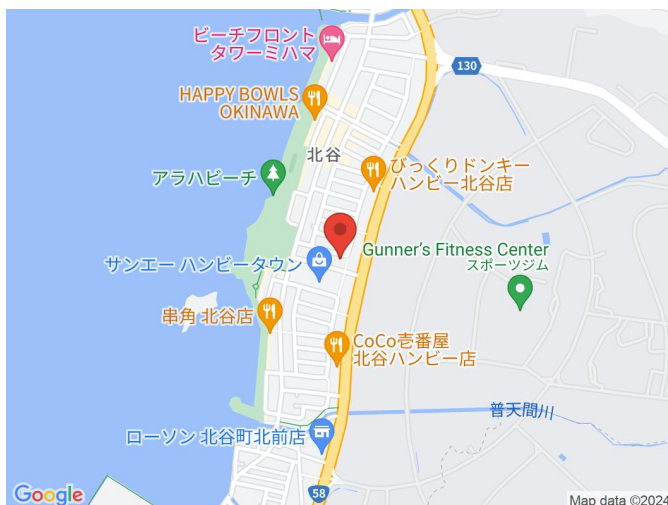 ビーチフロント
タワーミハマ
130
HAPPY BOWLS
OKINAWA
北谷
びっくりドンキー
ハンビー北谷店
アラハビーチ
Gunner's Fitness Center
スポーツジム
サンエー ハンビータウン
串角 北谷店
CoCo壱番屋
北谷ハンビー店
普天間川
ローソン 北谷町北前店
58
Google
Map data ©2024